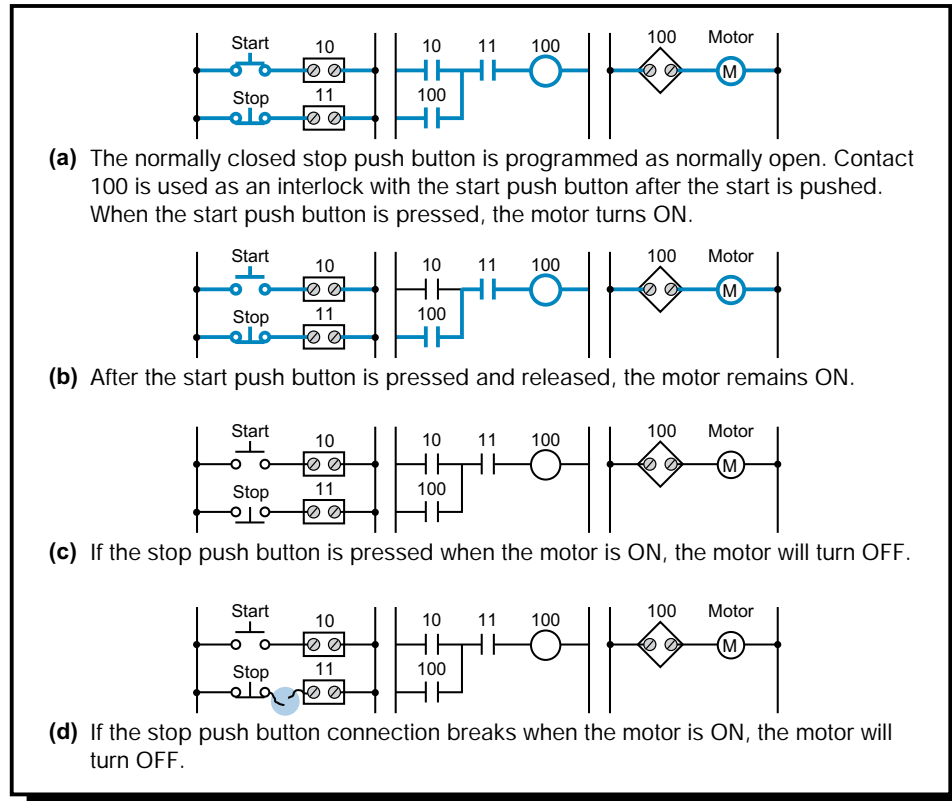 Start 10 10 11 100 100 Motor
Stop 11 100 M
(a) The normally closed stop push button is programmed as normally open. Contact
100 is used as an interlock with the start push button after the start is pushed.
When the start push button is pressed, the motor turns ON.
Start 10 10 11 100 100 Motor
Stop 11 100 M
(b) After the start push button is pressed and released, the motor remains ON.
Start 10 10 11 100 100 Motor
Stop 11 100 M
(c) If the stop push button is pressed when the motor is ON, the motor will turn OFF.
Start 10 10 11 100 100 Motor
Stop 11 100 M
(d) If the stop push button connection breaks when the motor is ON, the motor will
turn OFF.